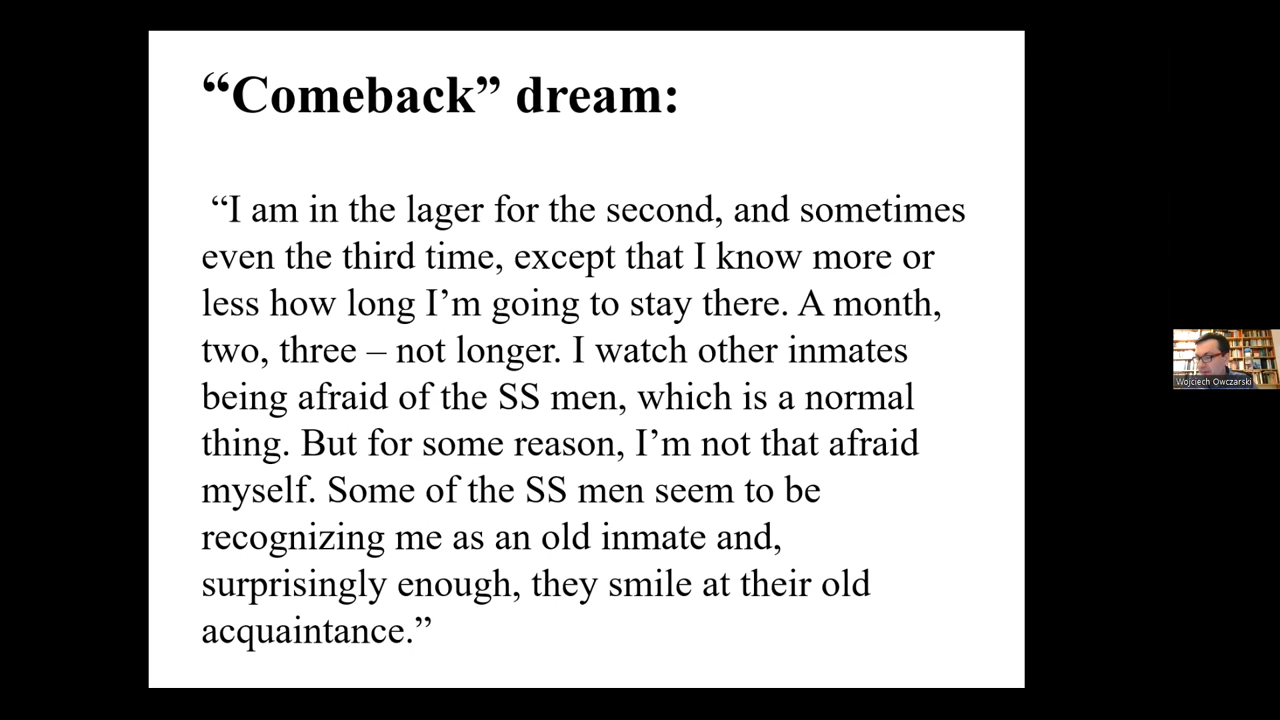 “Comeback” dream:
“I am in the lager for the second, and sometimes
even the third time, except that I know more or
less how long I’m going to stay there. A month,
two, three – not longer. I watch other inmates
being afraid of the SS men, which is a normal
thing. But for some reason, I’m not that afraid
myself. Some of the SS men seem to be
recognizing me as an old inmate and,
surprisingly enough, they smile at their old
acquaintance.”
Wojciech Owczarski